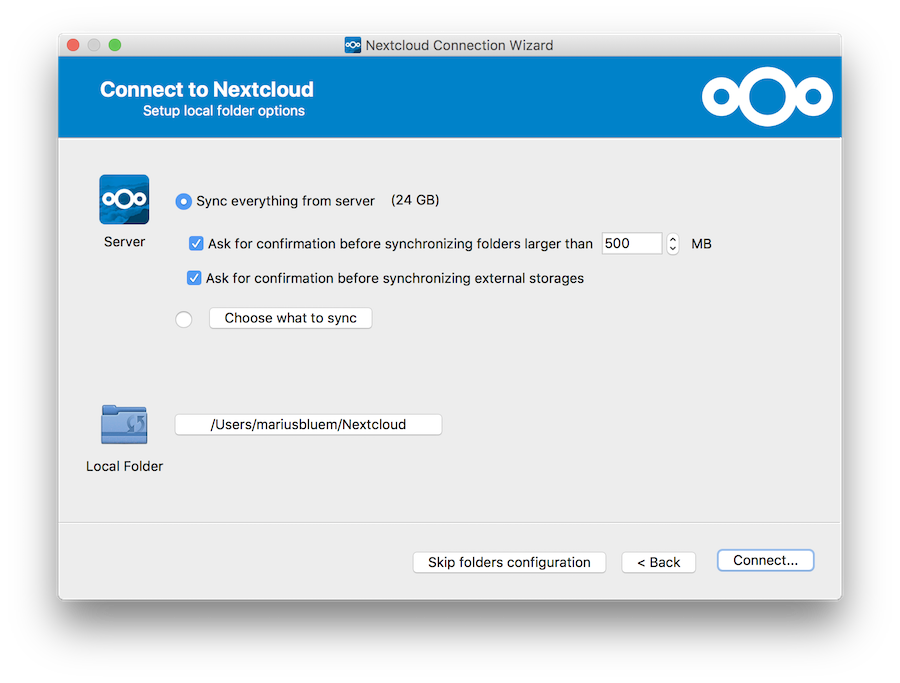 Nextcloud Connection Wizard
Connect to Nextcloud
Setup local folder options
Sync everything from server (24 GB)
Server
Ask for confirmation before synchronizing folders larger than 500 MB
Ask for confirmation before synchronizing external storages
Choose what to sync
/Users/mariusbluem/Nextcloud
Local Folder
Skip folders configuration < Back Connect...